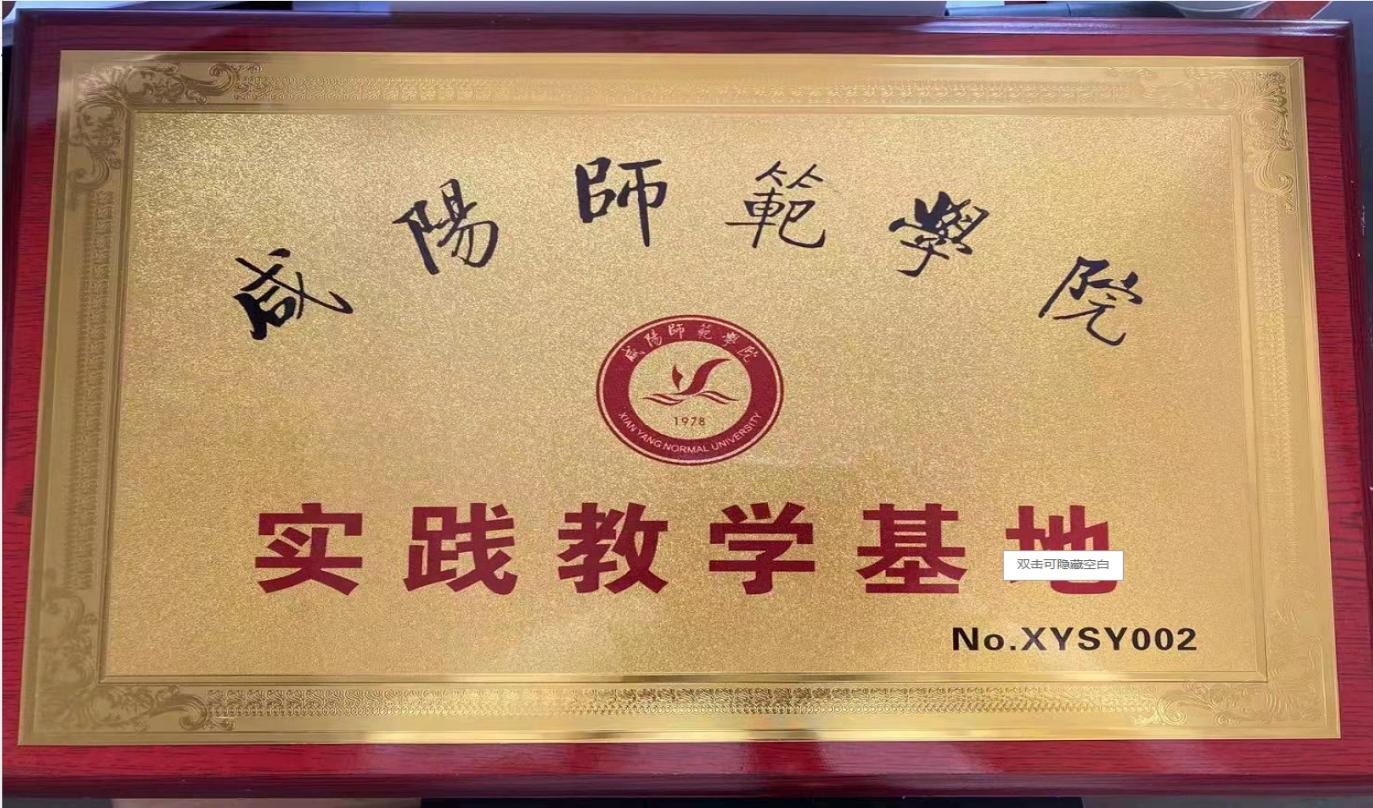 咸陽師範學院
咸陽師範學院
1978
XIAN YANG NORMAL UNIVERSITY
实践教学基地
双击可隐藏空白
No.XYSY002